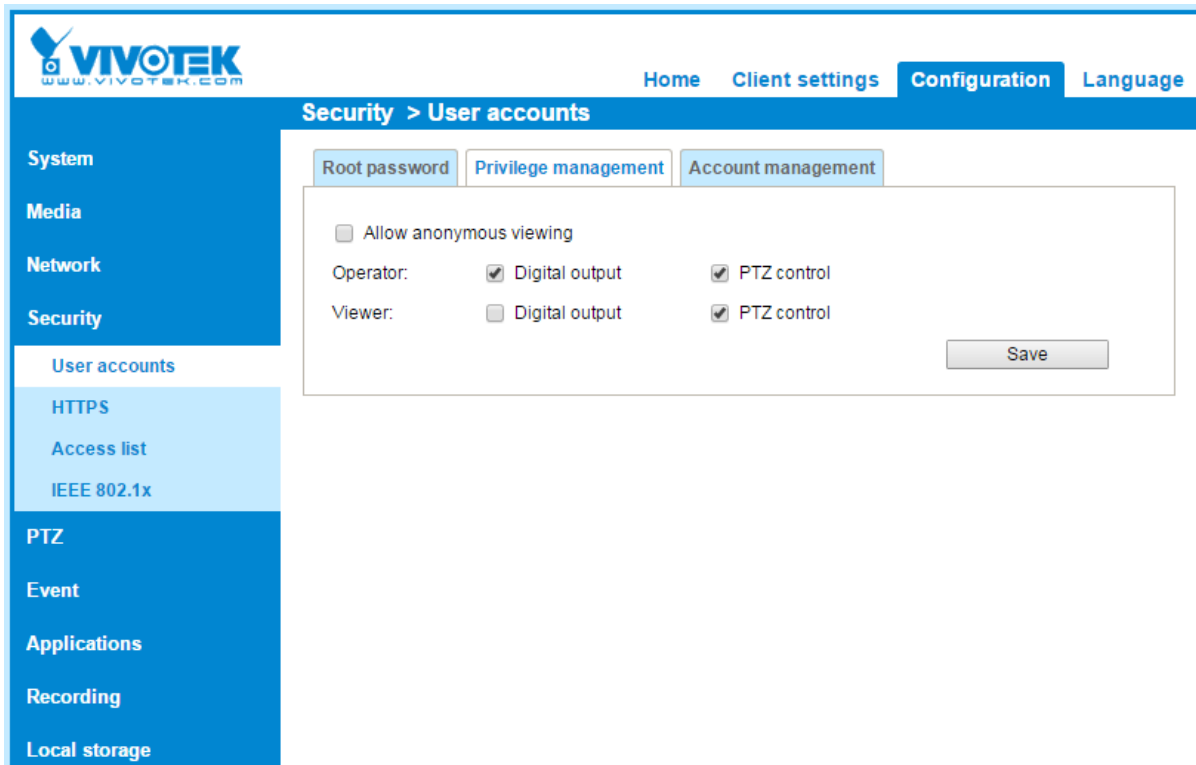 VIVOTEK
www.vivotek.com
Home Client settings Configuration Language
Security > User accounts
System
Media
Network
Security
User accounts
HTTPS
Access list
IEEE 802.1x
PTZ
Event
Applications
Recording
Local storage
Root password Privilege management Account management
Allow anonymous viewing
Operator: Digital output PTZ control
Viewer: Digital output PTZ control
Save